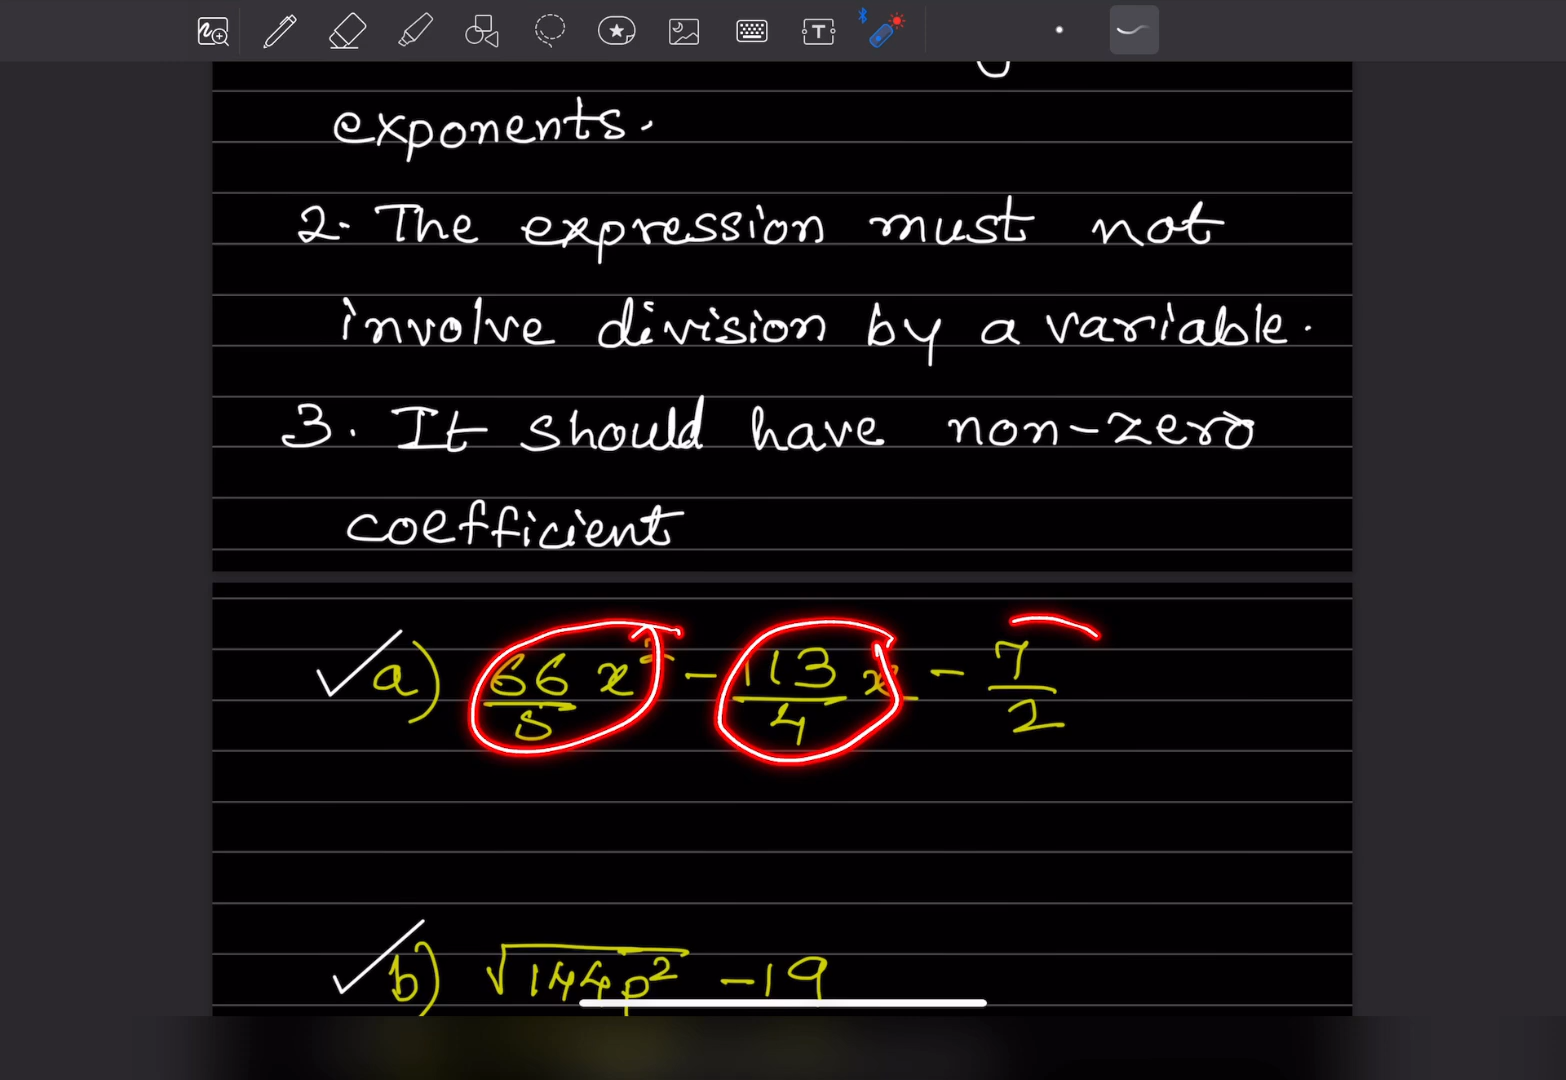 exponents.
2. The expression must not
involve division by a variable.
3. It should have non-zero
coefficient
a) 66/5 x² - 113/4 x² - 7/2
b) √144p² - 19